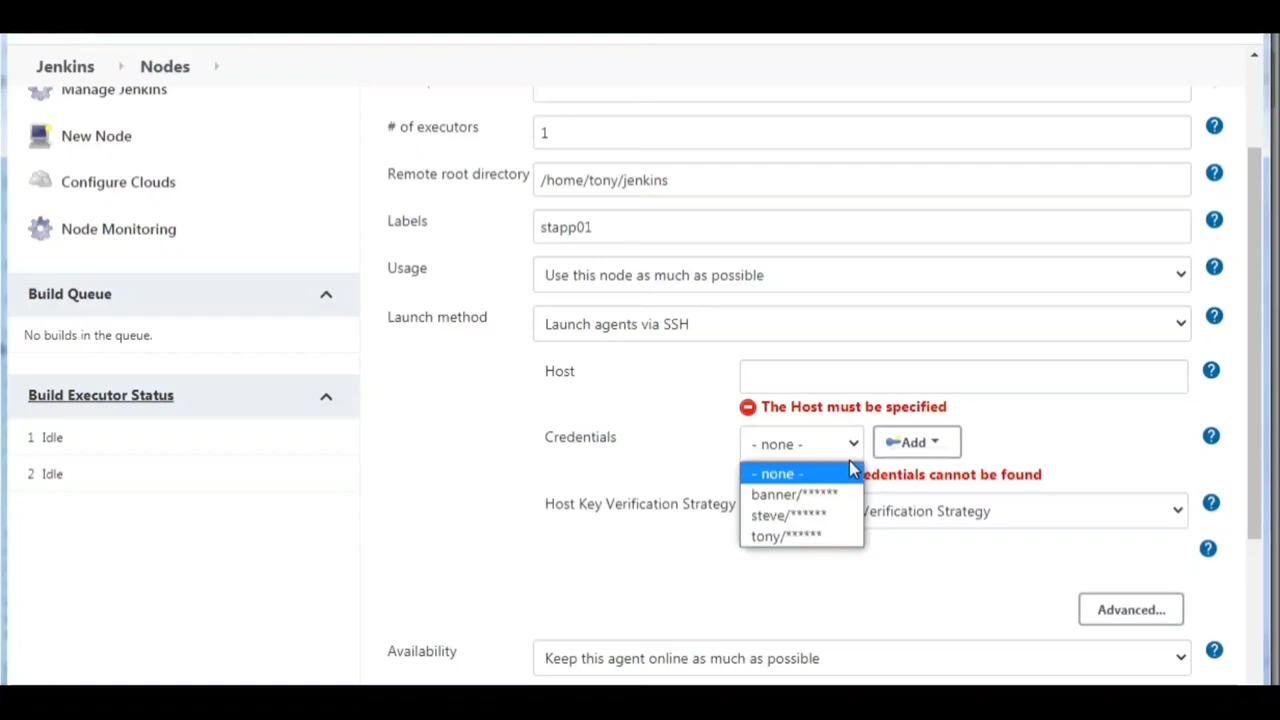 Jenkins Nodes
Manage Jenkins
New Node
Configure Clouds
Node Monitoring
Build Queue
No builds in the queue.
Build Executor Status
1 Idle
2 Idle
# of executors
1
Remote root directory
/home/tony/jenkins
Labels
stapp01
Usage
Use this node as much as possible
Launch method
Launch agents via SSH
Host
The Host must be specified
Credentials
- none -
Add
- none -
banner/******
steve/******
tony/******
edentials cannot be found
Host Key Verification Strategy
erification Strategy
Advanced...
Availability
Keep this agent online as much as possible